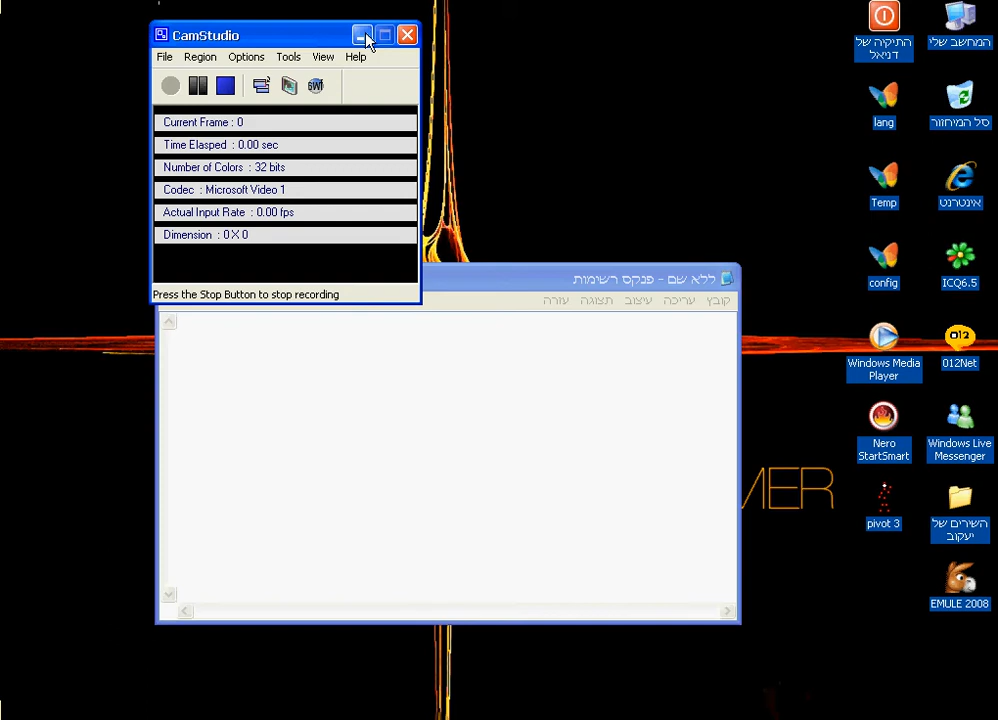 CamStudio
File Region Options Tools View Help
Current Frame : 0
Time Elasped : 0.00 sec
Number of Colors : 32 bits
Codec : Microsoft Video 1
Actual Input Rate : 0.00 fps
Dimension : 0 X 0
Press the Stop Button to stop recording
ללא שם - פנקס רשימות
קובץ עריכה עיצוב תצוגה עזרה
MER
המחשב שלי
סל המיחזור
אינטרנט
ICQ6.5
012
012Net
Windows Live
Messenger
השירים של
יעקוב
EMULE 2008
התיקיה של
דניאל
lang
Temp
config
Windows Media
Player
Nero
StartSmart
pivot 3